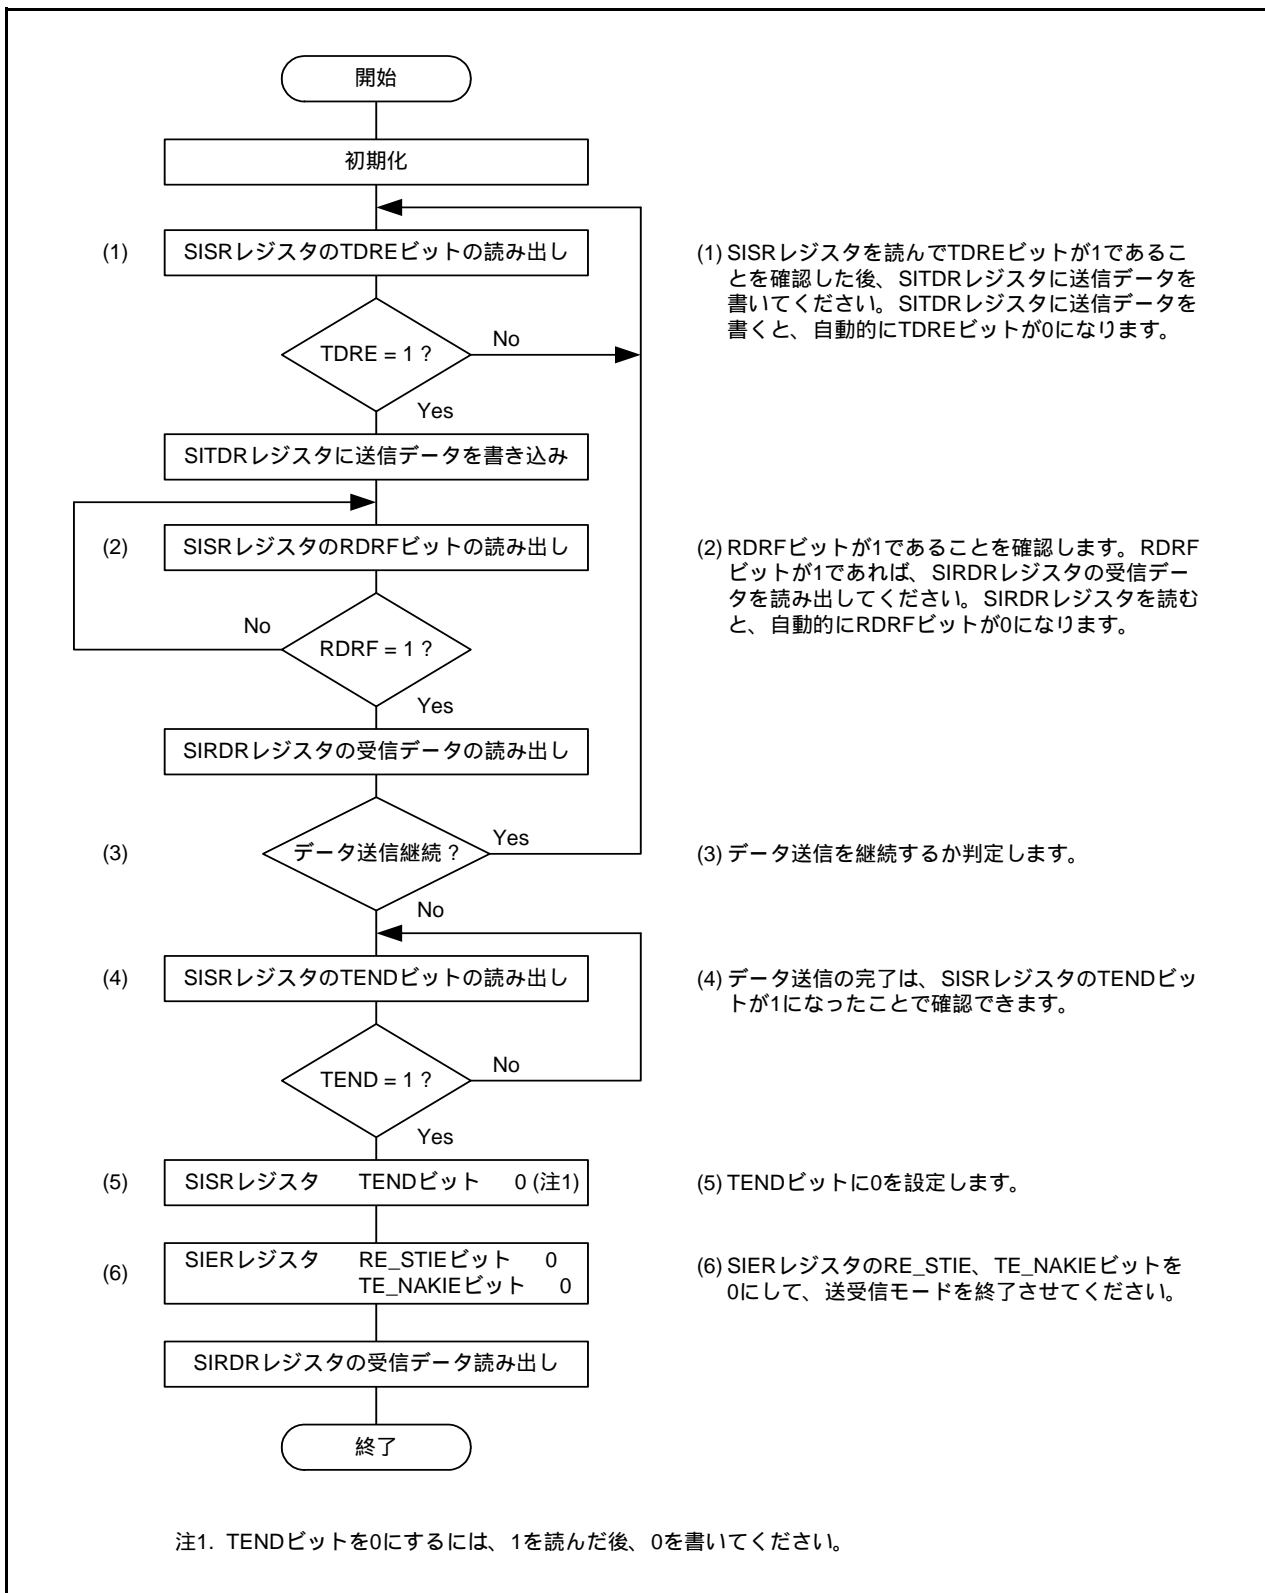 開始
初期化
(1)
SISRレジスタのTDREビットの読み出し
(1) SISRレジスタを読んでTDREビットが1であるこ
とを確認した後、SITDRレジスタに送信データを
書いてください。SITDRレジスタに送信データを
書くと、自動的にTDREビットが0になります。
TDRE = 1 ?
No
Yes
SITDRレジスタに送信データを書き込み
(2)
SISRレジスタのRDRFビットの読み出し
(2) RDRFビットが1であることを確認します。RDRF
ビットが1であれば、SIRDRレジスタの受信デー
タを読み出してください。SIRDRレジスタを読む
と、自動的にRDRFビットが0になります。
No
RDRF = 1 ?
Yes
SIRDRレジスタの受信データの読み出し
(3)
データ送信継続 ?
Yes
(3) データ送信を継続するか判定します。
No
(4)
SISRレジスタのTENDビットの読み出し
(4) データ送信の完了は、SISRレジスタのTENDビッ
トが1になったことで確認できます。
TEND = 1 ?
No
Yes
(5)
SISRレジスタ TENDビット 0 (注1)
(5) TENDビットに0を設定します。
(6)
SIERレジスタ RE_STIEビット 0
TE_NAKIEビット 0
(6) SIERレジスタのRE_STIE、TE_NAKIEビットを
0にして、送受信モードを終了させてください。
SIRDRレジスタの受信データ読み出し
終了
注1. TENDビットを0にするには、1を読んだ後、0を書いてください。